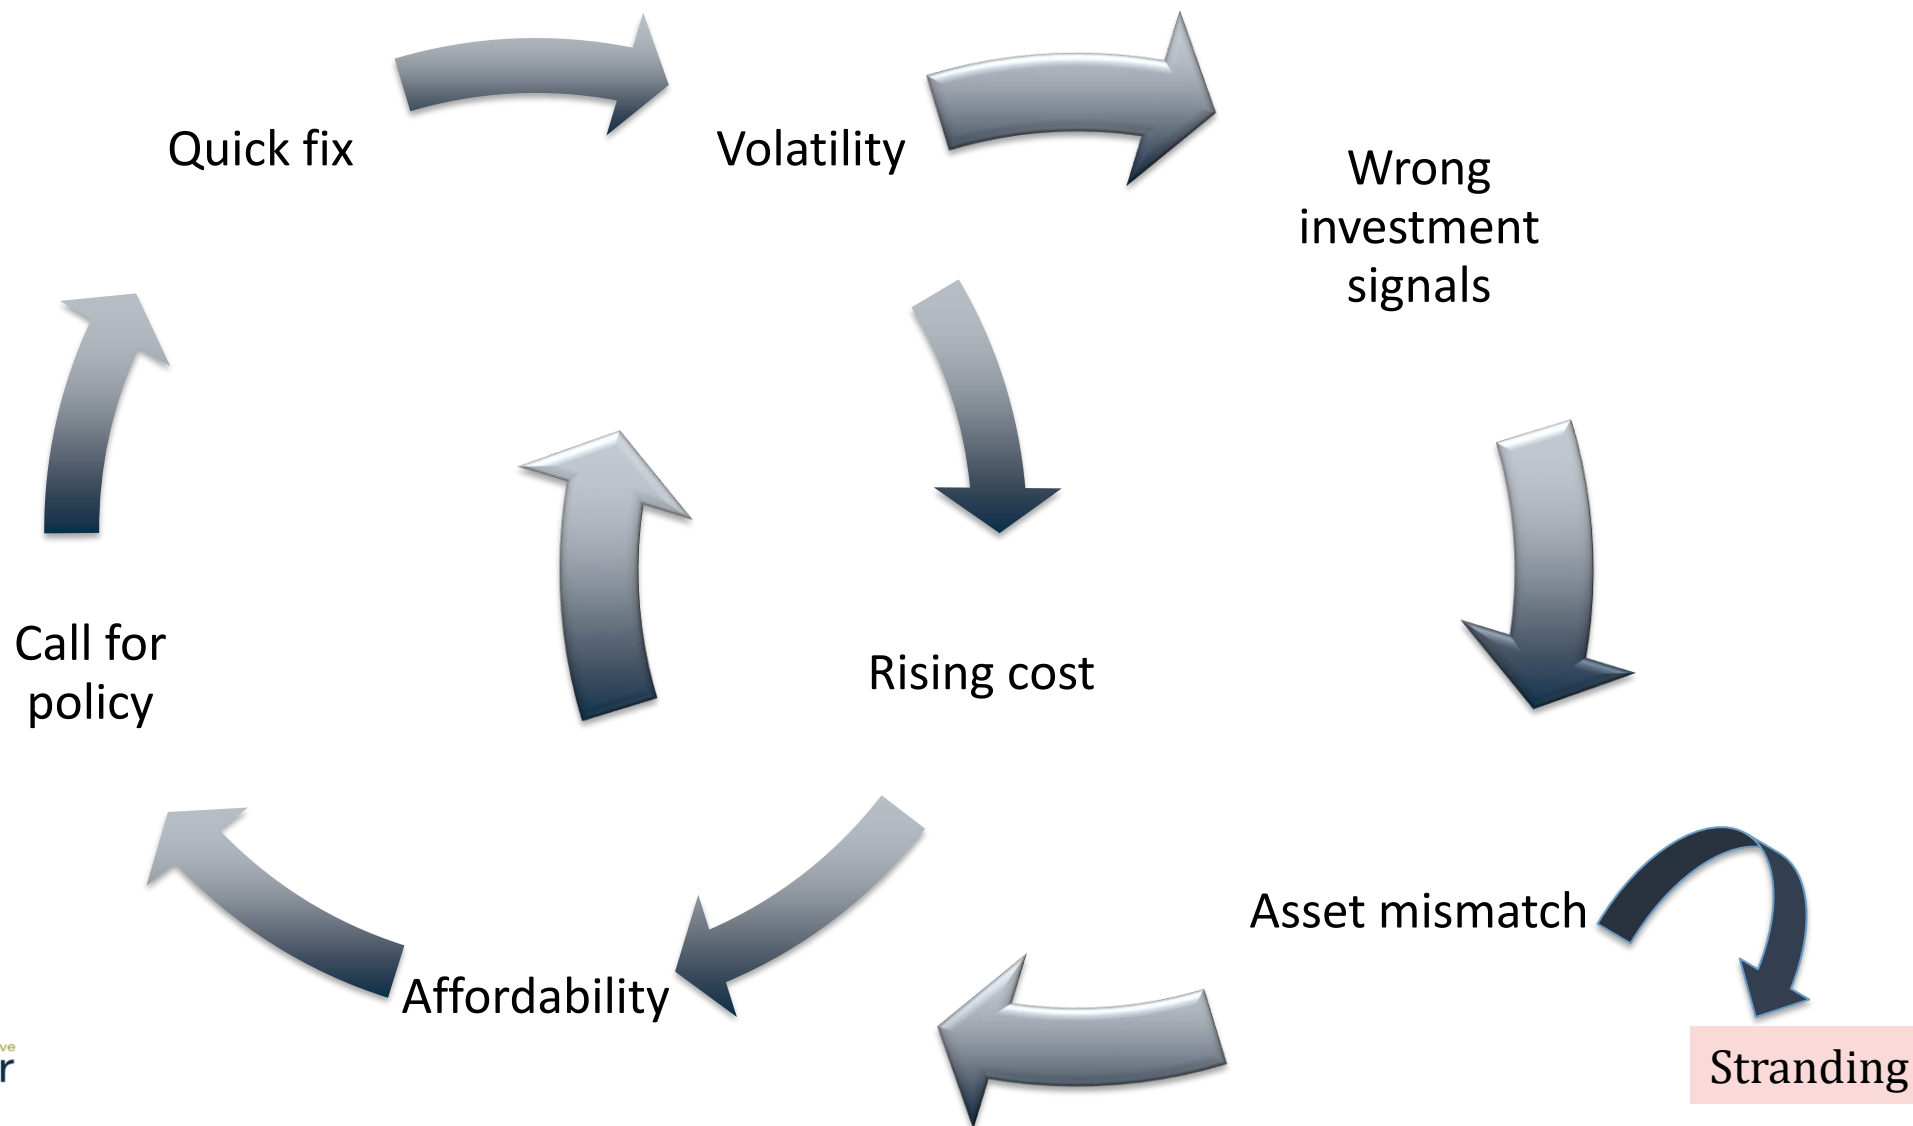 Quick fix
Volatility
Wrong
investment
signals
Call for
policy
Rising cost
Asset mismatch
Affordability
Stranding